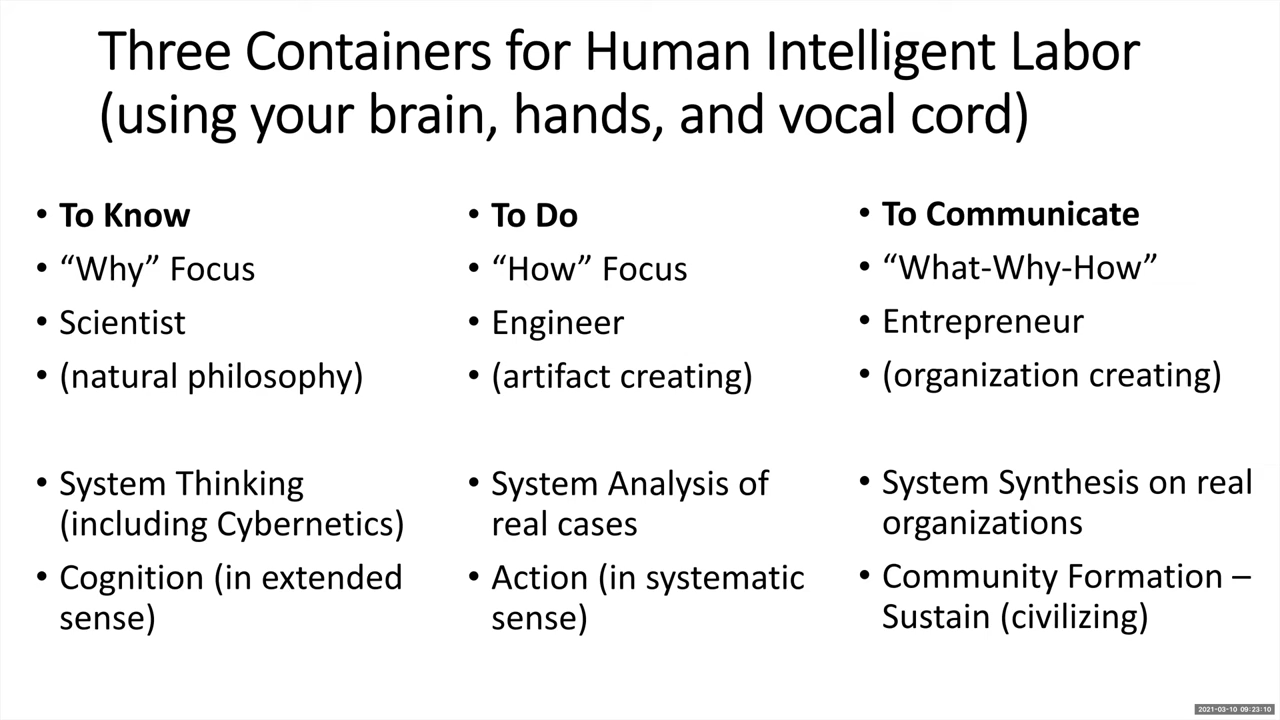 Three Containers for Human Intelligent Labor
(using your brain, hands, and vocal cord)
• To Know
• “Why” Focus
• Scientist
• (natural philosophy)
• System Thinking
(including Cybernetics)
• Cognition (in extended
sense)
• To Do
• “How” Focus
• Engineer
• (artifact creating)
• System Analysis of
real cases
• Action (in systematic
sense)
• To Communicate
• “What-Why-How”
• Entrepreneur
• (organization creating)
• System Synthesis on real
organizations
• Community Formation –
Sustain (civilizing)
2021-03-10 09:23:10